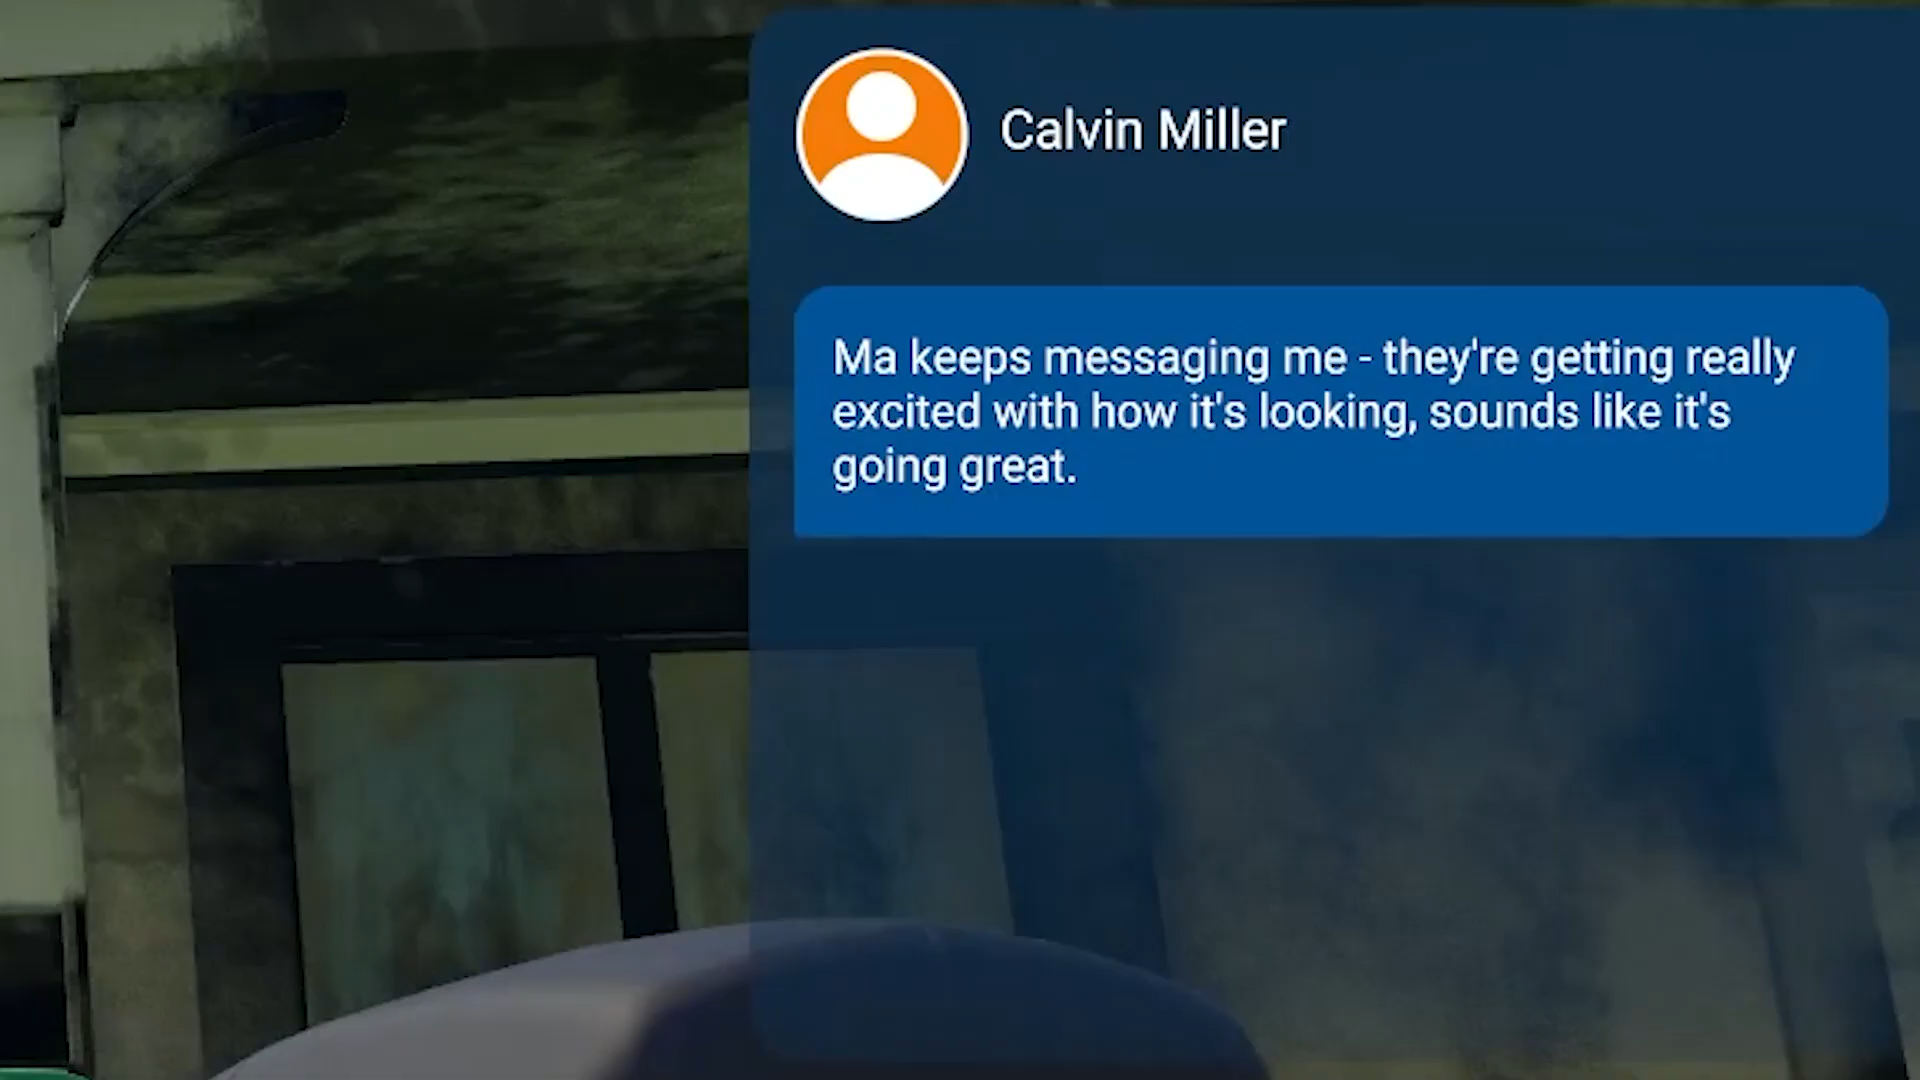 Calvin Miller
Ma keeps messaging me - they're getting really
excited with how it's looking, sounds like it's
going great.